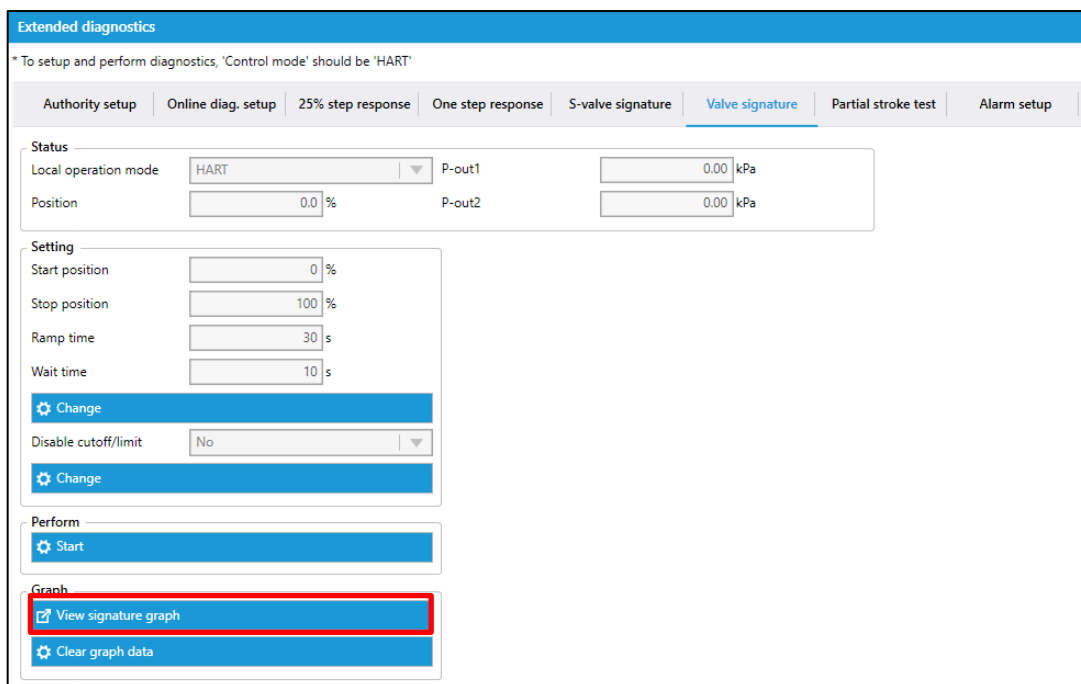 Extended diagnostics
* To setup and perform diagnostics, 'Control mode' should be 'HART'
Authority setup Online diag. setup 25% step response One step response S-valve signature Valve signature Partial stroke test Alarm setup
Status
Local operation mode HART P-out1 0.00 kPa
Position 0.0 % P-out2 0.00 kPa
Setting
Start position 0 %
Stop position 100 %
Ramp time 30 s
Wait time 10 s
Change
Disable cutoff/limit No
Change
Perform
Start
Graph
View signature graph
Clear graph data